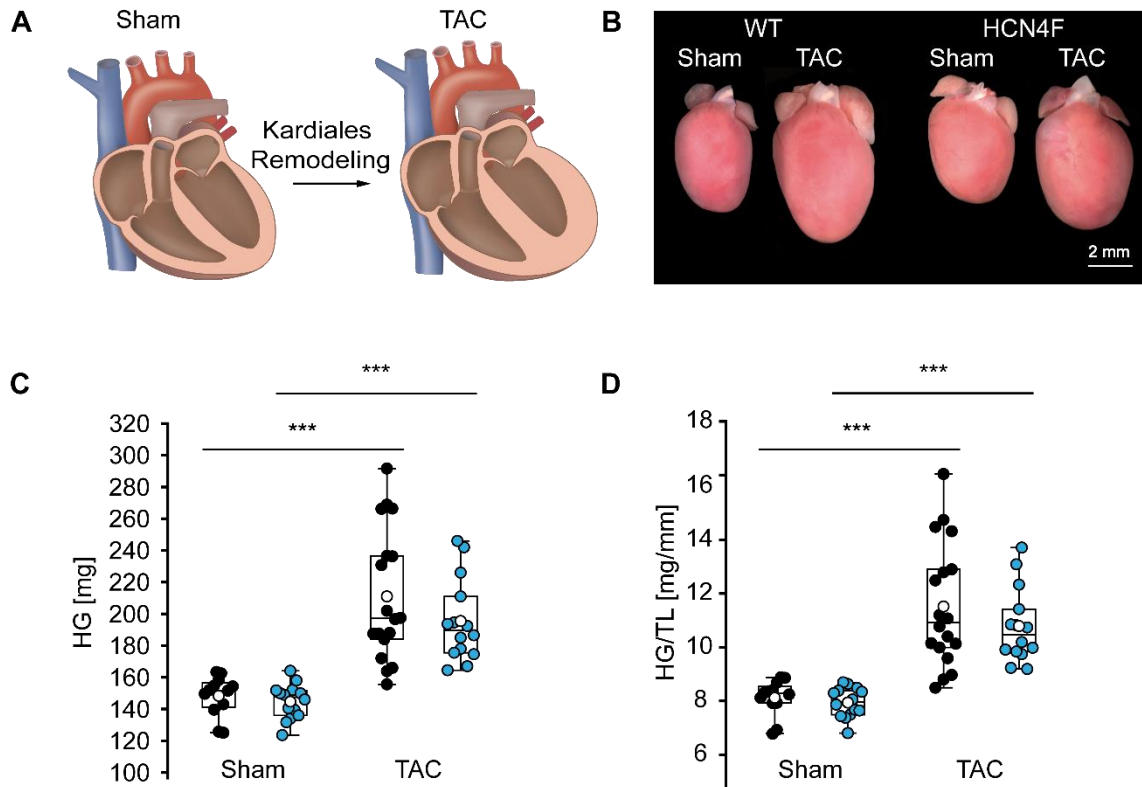 A
Sham
TAC
Kardiales
Remodeling
B
WT
HCN4F
Sham
TAC
Sham
TAC
2 mm
C
***
***
HG [mg]
320
300
280
260
240
220
200
180
160
140
120
100
Sham
TAC
D
***
***
HG/TL [mg/mm]
18
16
14
12
10
8
6
Sham
TAC